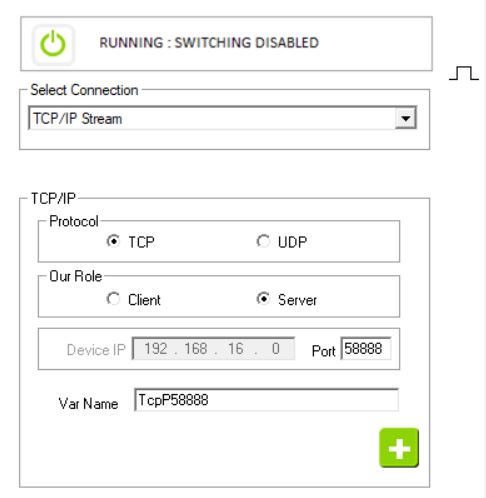 RUNNING : SWITCHING DISABLED
Select Connection
TCP/IP Stream
TCP/IP
Protocol
TCP UDP
Our Role
Client Server
Device IP 192 . 168 . 16 . 0 Port 58888
Var Name TcpP58888